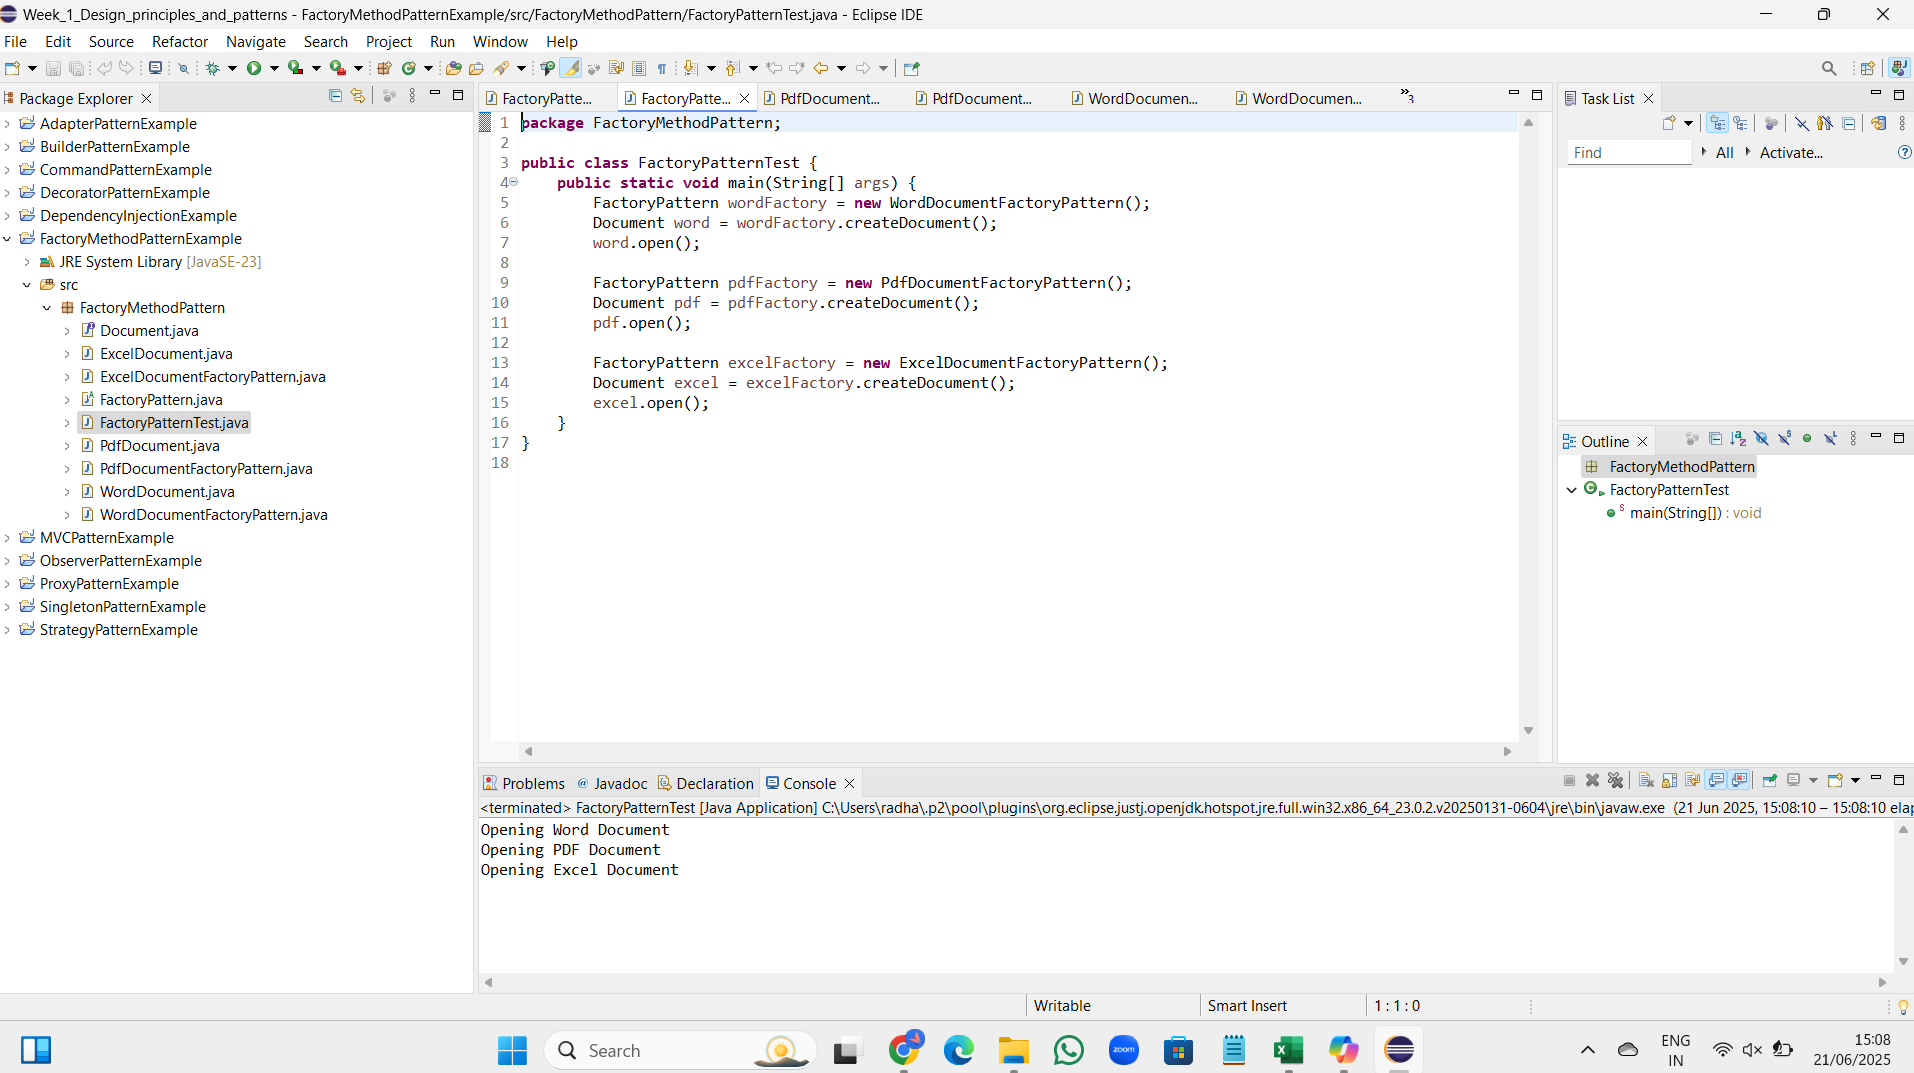 Week_1_Design_principles_and_patterns - FactoryMethodPatternExample/src/FactoryMethodPattern/FactoryPatternTest.java - Eclipse IDE
File Edit Source Refactor Navigate Search Project Run Window Help
Package Explorer
AdapterPatternExample
BuilderPatternExample
CommandPatternExample
DecoratorPatternExample
DependencyInjectionExample
FactoryMethodPatternExample
JRE System Library [JavaSE-23]
src
FactoryMethodPattern
Document.java
ExcelDocument.java
ExcelDocumentFactoryPattern.java
FactoryPattern.java
FactoryPatternTest.java
PdfDocument.java
PdfDocumentFactoryPattern.java
WordDocument.java
WordDocumentFactoryPattern.java
MVCPatternExample
ObserverPatternExample
ProxyPatternExample
SingletonPatternExample
StrategyPatternExample
FactoryPatte... FactoryPatte... PdfDocument... PdfDocument... WordDocumen... WordDocumen... »3
1 package FactoryMethodPattern;
2
3 public class FactoryPatternTest {
4 public static void main(String[] args) {
5 FactoryPattern wordFactory = new WordDocumentFactoryPattern();
6 Document word = wordFactory.createDocument();
7 word.open();
8
9 FactoryPattern pdfFactory = new PdfDocumentFactoryPattern();
10 Document pdf = pdfFactory.createDocument();
11 pdf.open();
12
13 FactoryPattern excelFactory = new ExcelDocumentFactoryPattern();
14 Document excel = excelFactory.createDocument();
15 excel.open();
16 }
17 }
18
Task List
Find All Activate...
Outline
FactoryMethodPattern
FactoryPatternTest
main(String[]) : void
Problems @ Javadoc Declaration Console
<terminated> FactoryPatternTest [Java Application] C:\Users\radha\.p2\pool\plugins\org.eclipse.justj.openjdk.hotspot.jre.full.win32.x86_64_23.0.2.v20250131-0604\jre\bin\javaw.exe (21 Jun 2025, 15:08:10 – 15:08:10 elap
Opening Word Document
Opening PDF Document
Opening Excel Document
Writable Smart Insert 1 : 1 : 0
Search
zoom
ENG
IN
15:08
21/06/2025